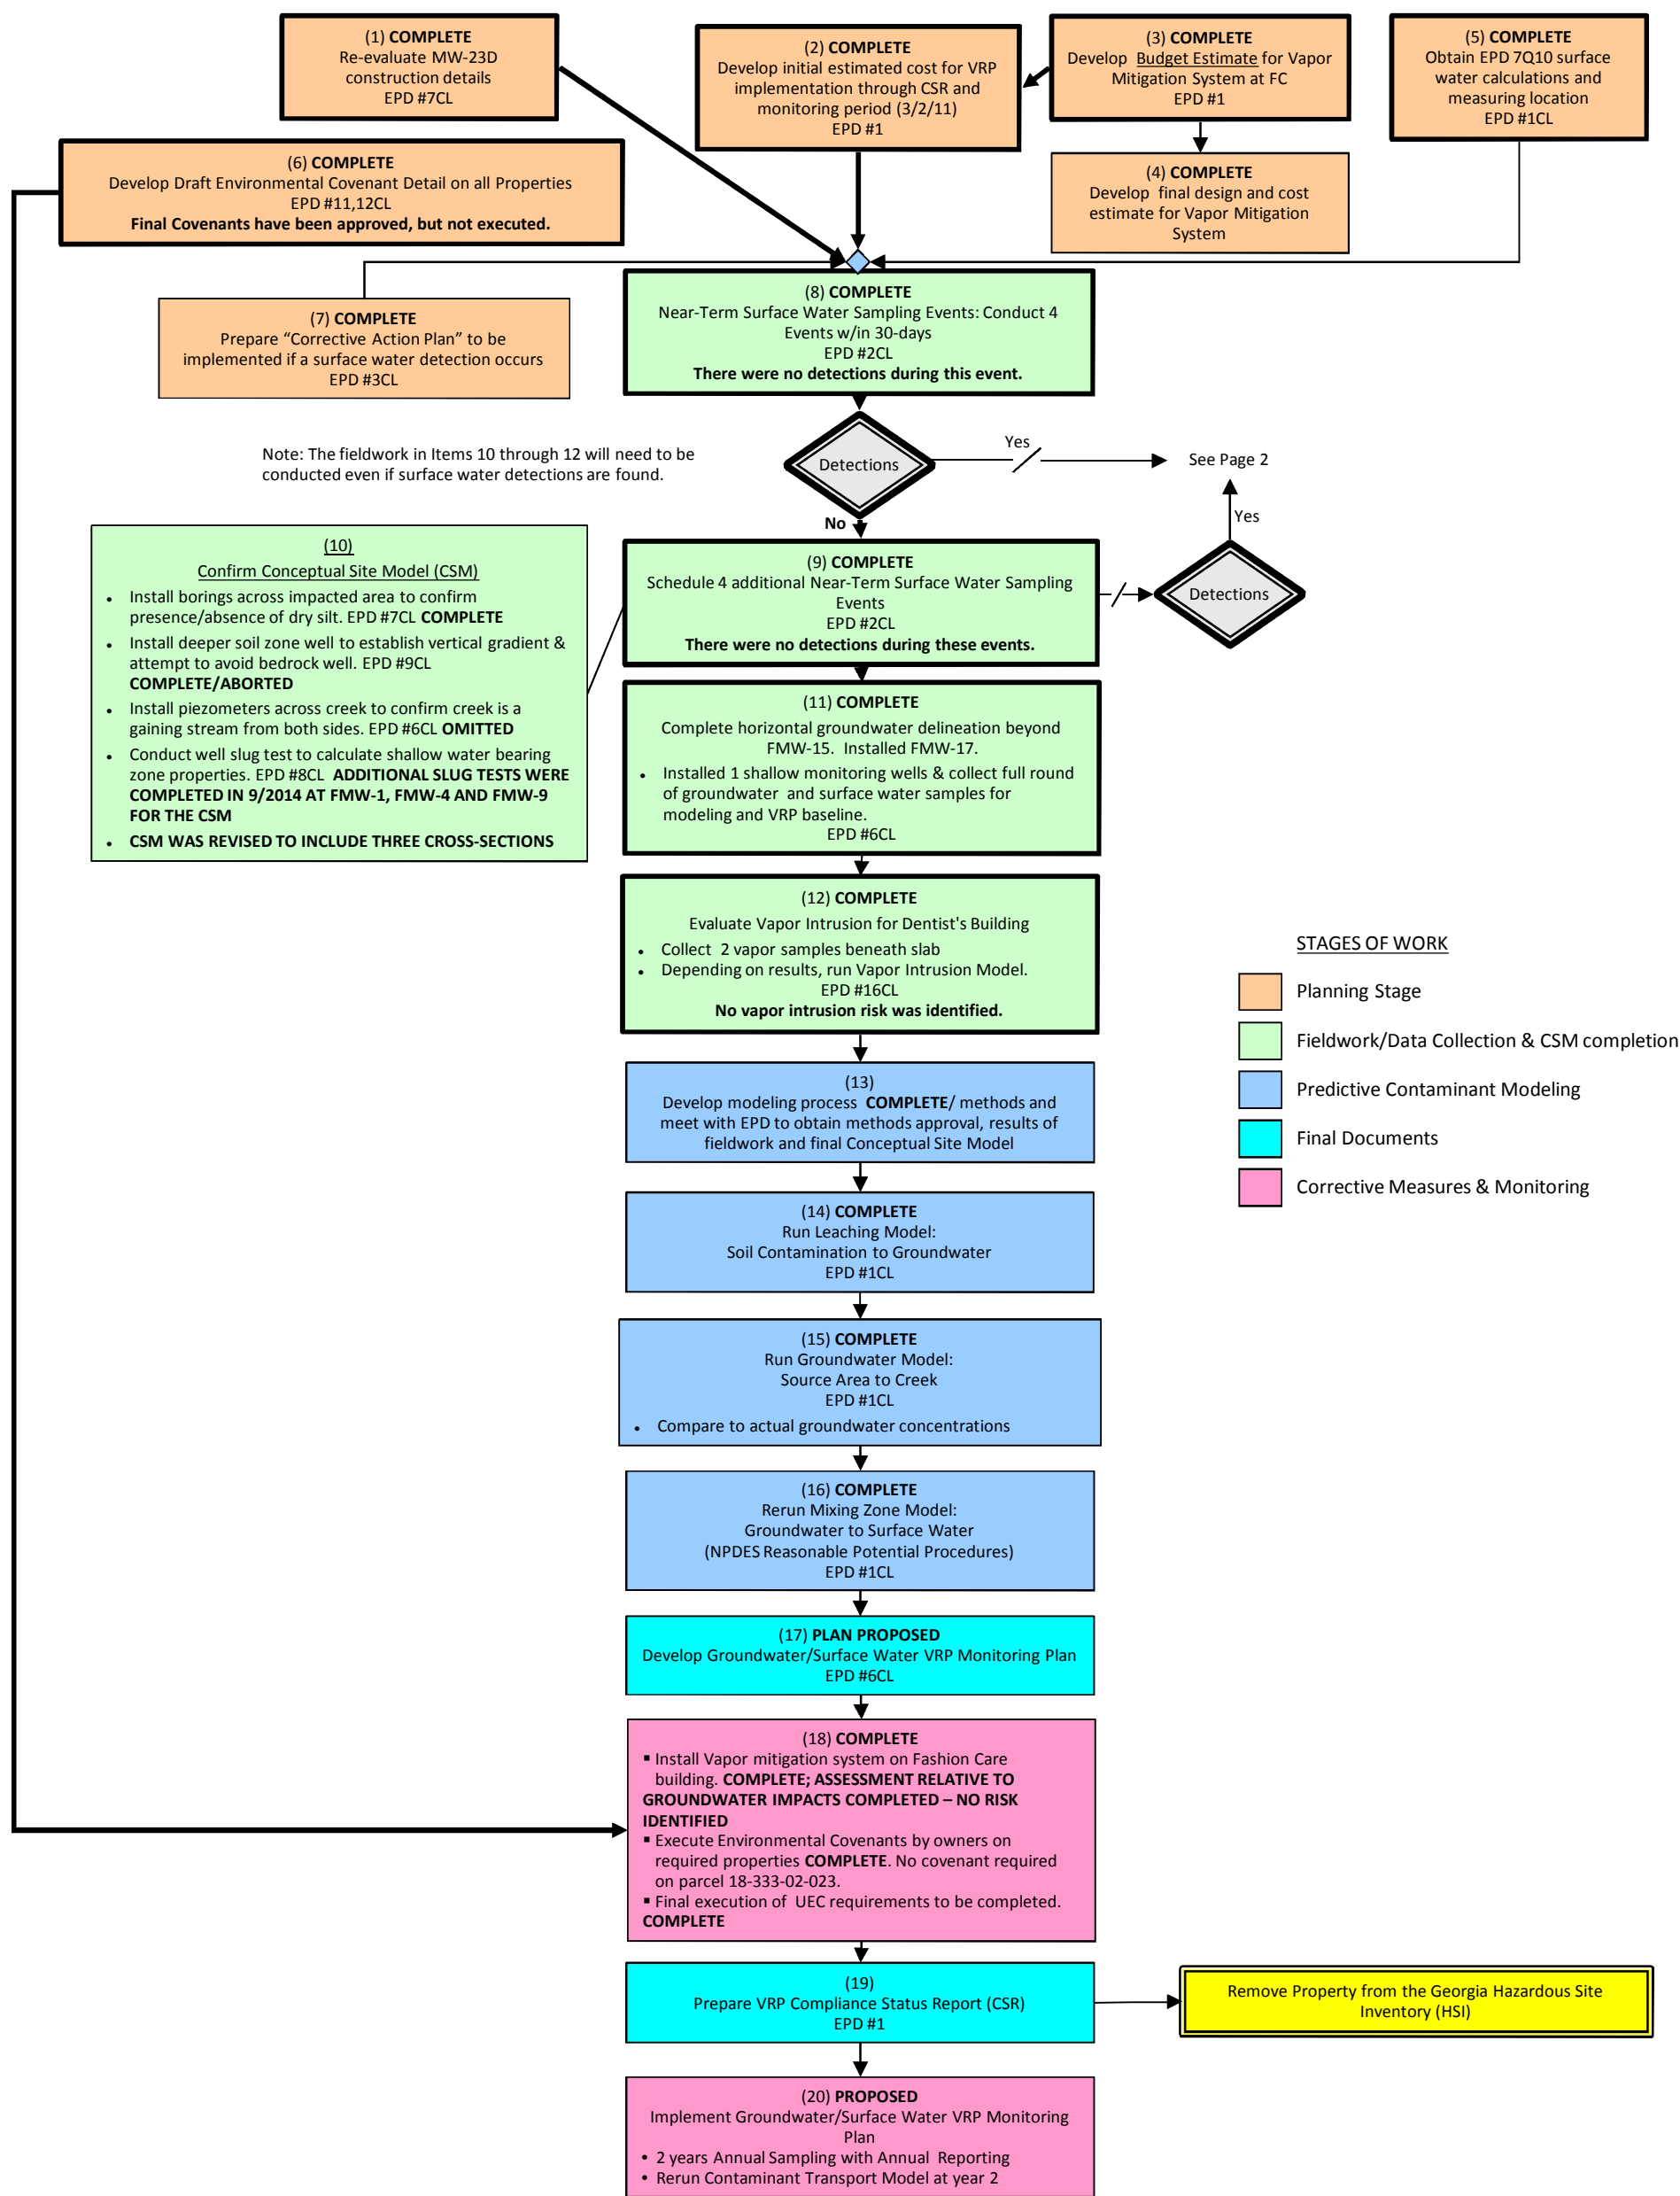 (1) COMPLETE
Re-evaluate MW-23D
construction details
EPD #7CL
(2) COMPLETE
Develop initial estimated cost for VRP
implementation through CSR and
monitoring period (3/2/11)
EPD #1
(3) COMPLETE
Develop Budget Estimate for Vapor
Mitigation System at FC
EPD #1
(5) COMPLETE
Obtain EPD 7Q10 surface
water calculations and
measuring location
EPD #1CL
(6) COMPLETE
Develop Draft Environmental Covenant Detail on all Properties
EPD #11,12CL
Final Covenants have been approved, but not executed.
(4) COMPLETE
Develop final design and cost
estimate for Vapor Mitigation
System
(7) COMPLETE
Prepare “Corrective Action Plan” to be
implemented if a surface water detection occurs
EPD #3CL
(8) COMPLETE
Near-Term Surface Water Sampling Events: Conduct 4
Events w/in 30-days
EPD #2CL
There were no detections during this event.
Note: The fieldwork in Items 10 through 12 will need to be
conducted even if surface water detections are found.
Detections
Yes
See Page 2
No
Yes
Detections
(10)
Confirm Conceptual Site Model (CSM)
• Install borings across impacted area to confirm
presence/absence of dry silt. EPD #7CL COMPLETE
• Install deeper soil zone well to establish vertical gradient &
attempt to avoid bedrock well. EPD #9CL
COMPLETE/ABORTED
• Install piezometers across creek to confirm creek is a
gaining stream from both sides. EPD #6CL OMITTED
• Conduct well slug test to calculate shallow water bearing
zone properties. EPD #8CL ADDITIONAL SLUG TESTS WERE
COMPLETED IN 9/2014 AT FMW-1, FMW-4 AND FMW-9
FOR THE CSM
• CSM WAS REVISED TO INCLUDE THREE CROSS-SECTIONS
(9) COMPLETE
Schedule 4 additional Near-Term Surface Water Sampling
Events
EPD #2CL
There were no detections during these events.
(11) COMPLETE
Complete horizontal groundwater delineation beyond
FMW-15. Installed FMW-17.
• Installed 1 shallow monitoring wells & collect full round
of groundwater and surface water samples for
modeling and VRP baseline.
EPD #6CL
(12) COMPLETE
Evaluate Vapor Intrusion for Dentist's Building
• Collect 2 vapor samples beneath slab
• Depending on results, run Vapor Intrusion Model.
EPD #16CL
No vapor intrusion risk was identified.
STAGES OF WORK
Planning Stage
Fieldwork/Data Collection & CSM completion
Predictive Contaminant Modeling
Final Documents
Corrective Measures & Monitoring
(13)
Develop modeling process COMPLETE/ methods and
meet with EPD to obtain methods approval, results of
fieldwork and final Conceptual Site Model
(14) COMPLETE
Run Leaching Model:
Soil Contamination to Groundwater
EPD #1CL
(15) COMPLETE
Run Groundwater Model:
Source Area to Creek
EPD #1CL
• Compare to actual groundwater concentrations
(16) COMPLETE
Rerun Mixing Zone Model:
Groundwater to Surface Water
(NPDES Reasonable Potential Procedures)
EPD #1CL
(17) PLAN PROPOSED
Develop Groundwater/Surface Water VRP Monitoring Plan
EPD #6CL
(18) COMPLETE
▪ Install Vapor mitigation system on Fashion Care
building. COMPLETE; ASSESSMENT RELATIVE TO
GROUNDWATER IMPACTS COMPLETED – NO RISK
IDENTIFIED
▪ Execute Environmental Covenants by owners on
required properties COMPLETE. No covenant required
on parcel 18-333-02-023.
▪ Final execution of UEC requirements to be completed.
COMPLETE
(19)
Prepare VRP Compliance Status Report (CSR)
EPD #1
Remove Property from the Georgia Hazardous Site
Inventory (HSI)
(20) PROPOSED
Implement Groundwater/Surface Water VRP Monitoring
Plan
• 2 years Annual Sampling with Annual Reporting
• Rerun Contaminant Transport Model at year 2